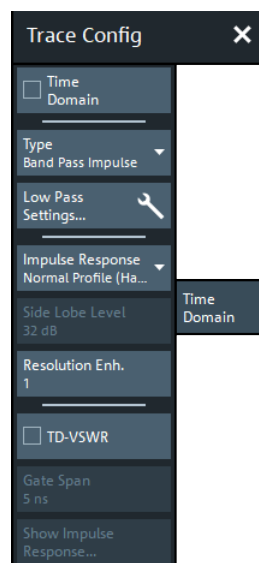 Trace Config
Time
Domain
Type
Band Pass Impulse
Low Pass
Settings...
Impulse Response
Normal Profile (Ha...
Side Lobe Level
32 dB
Time
Domain
Resolution Enh.
1
TD-VSWR
Gate Span
5 ns
Show Impulse
Response...